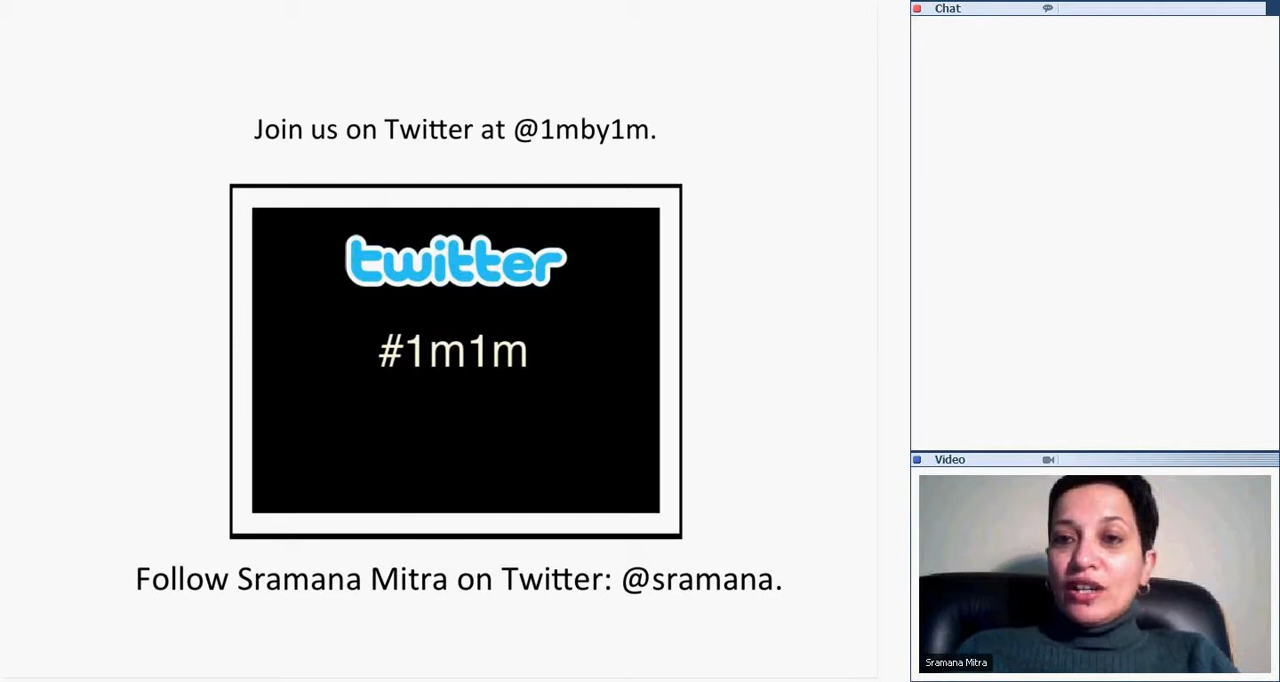 Join us on Twitter at @1mby1m.
twitter
#1m1m
Follow Sramana Mitra on Twitter: @sramana.
Chat
Video
Sramana Mitra